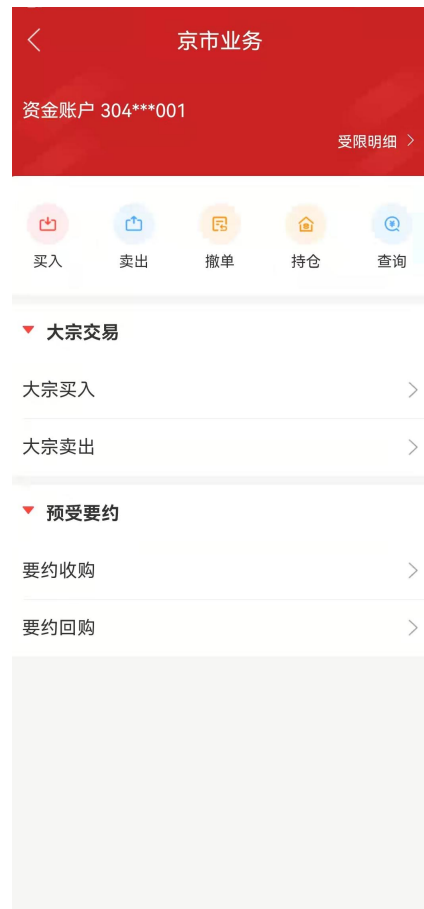 京市业务
资金账户 304***001
受限明细
买入 卖出 撤单 持仓 查询
大宗交易
大宗买入
大宗卖出
预受要约
要约收购
要约回购